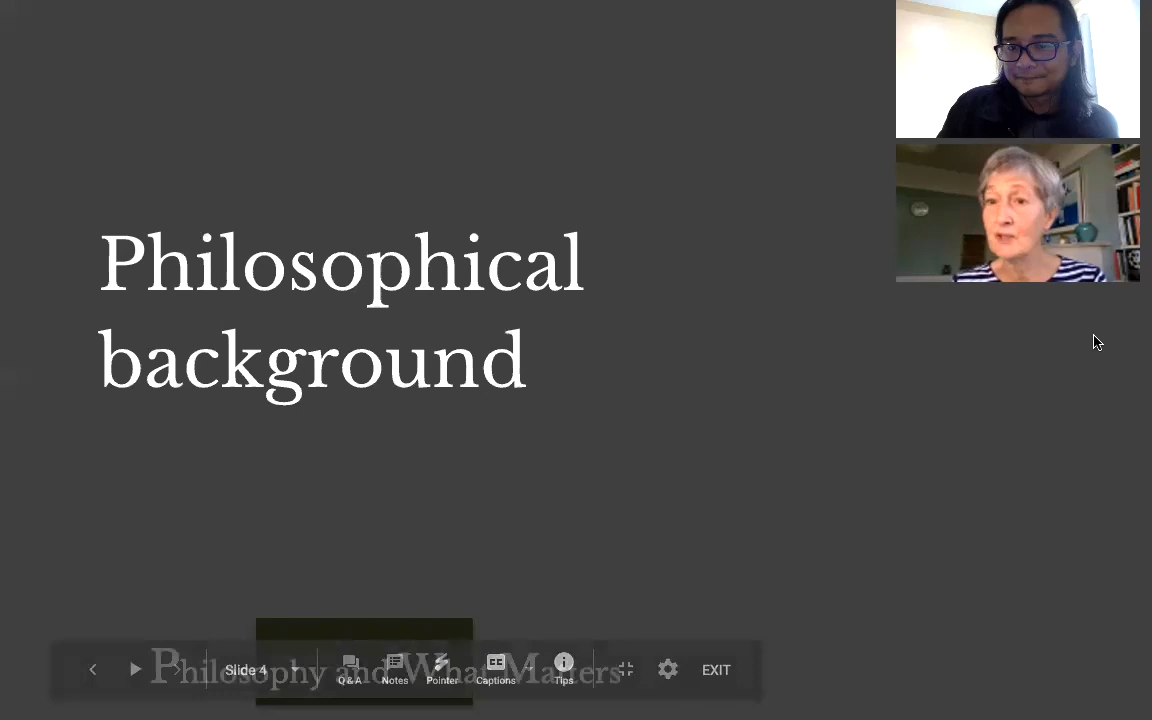 Philosophical
background
Philosophy and What Matters
Slide 4
Q&A
Notes
Pointer
Captions
Tips
EXIT